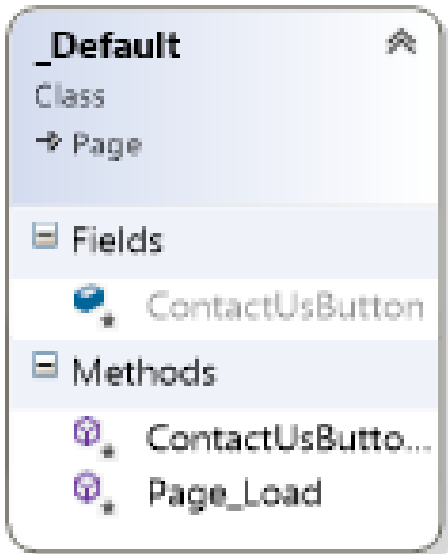 _Default
Class
Page
Fields
ContactUsButton
Methods
ContactUsButto...
Page_Load